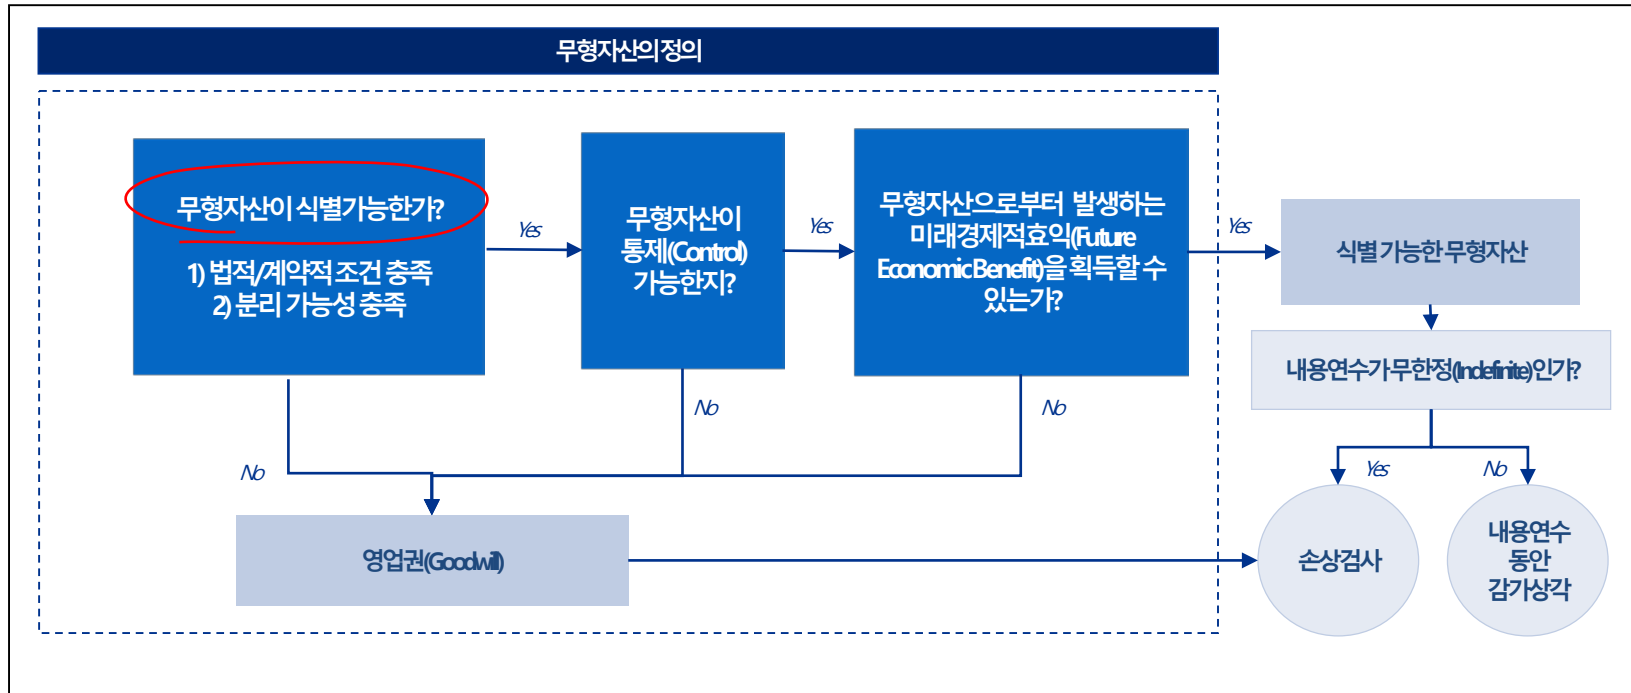 무형자산의 정의
무형자산이 식별가능한가?
1) 법적/계약적 조건 충족
2) 분리 가능성 충족
Yes
무형자산이
통제(Control)
가능한지?
Yes
무형자산으로부터 발생하는
미래경제적효익(Future
Economic Benefit)을 획득할 수
있는가?
Yes
식별 가능한 무형자산
내용연수가 무한정(Indefinite)인가?
No
No
No
Yes
No
영업권(Goodwill)
손상검사
내용연수
동안
감가상각